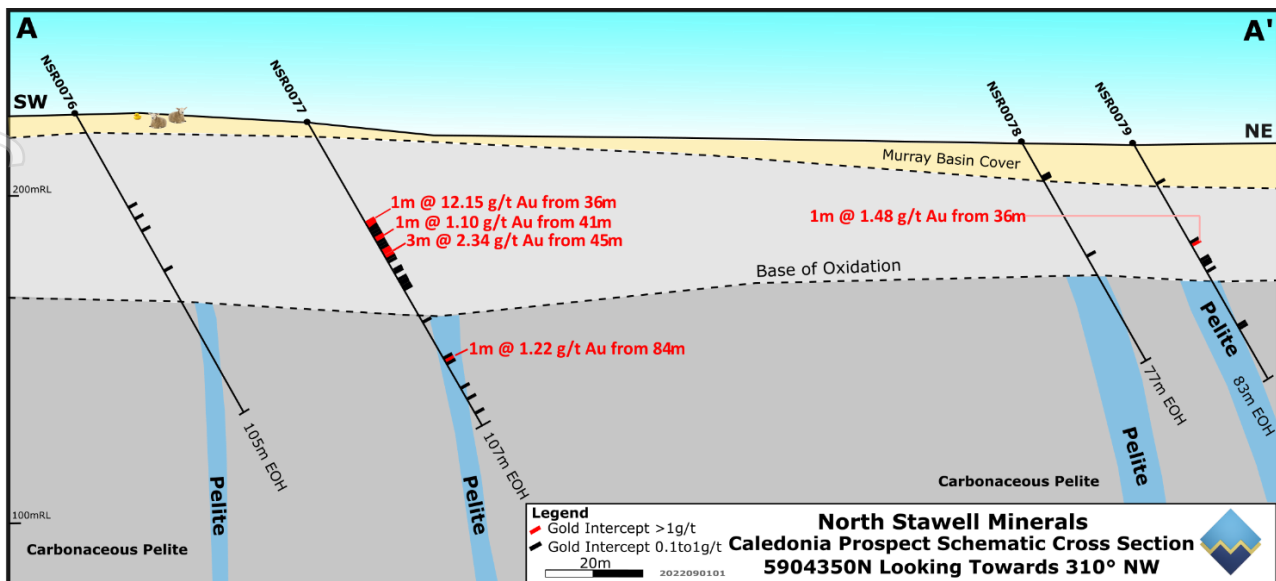 A
A'
SW
NE
NSR0076
NSR0077
NSR0078
NSR0079
Murray Basin Cover
200mRL
1m @ 12.15 g/t Au from 36m
1m @ 1.10 g/t Au from 41m
3m @ 2.34 g/t Au from 45m
1m @ 1.48 g/t Au from 36m
Base of Oxidation
1m @ 1.22 g/t Au from 84m
Pelite
Pelite
Pelite
Pelite
105m EOH
107m EOH
77m EOH
83m EOH
Carbonaceous Pelite
Carbonaceous Pelite
100mRL
Legend
Gold Intercept >1g/t
Gold Intercept 0.1to1g/t
20m
2022090101
North Stawell Minerals
Caledonia Prospect Schematic Cross Section
5904350N Looking Towards 310° NW